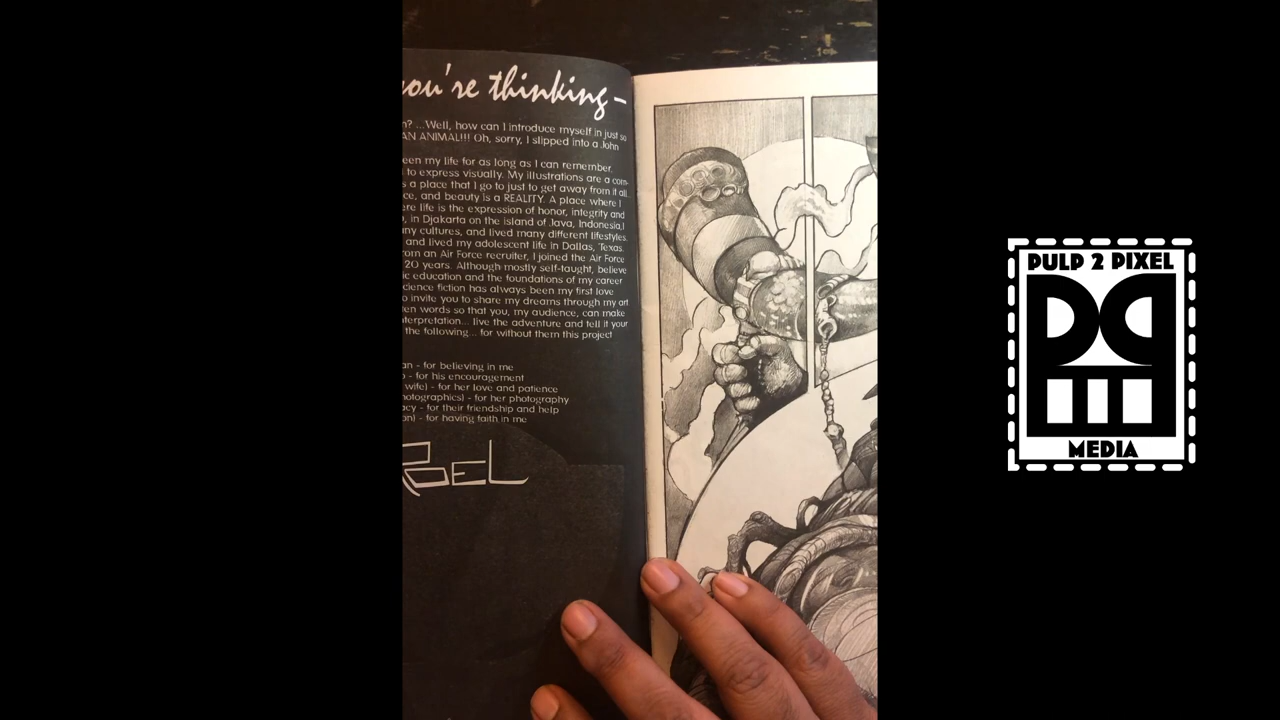 you're thinking -
n? ...Well, how can I introduce myself in just so
AN ANIMAL!!! Oh, sorry, I slipped into a John
een my life for as long as I can remember.
l to express visually. My illustrations are a com-
s a place that I go to just to get away from it all.
ce, and beauty is a REALITY. A place where I
ere life is the expression of honor, integrity and
, in Djakarta on the island of Java, Indonesia,I
ny cultures, and lived many different lifestyles.
and lived my adolescent life in Dallas, Texas.
rom an Air Force recruiter, I joined the Air Force
20 years. Although mostly self-taught, believe
ic education and the foundations of my career
cience fiction has always been my first love
o invite you to share my dreams through my art
en words so that you, my audience, can make
terpretation... live the adventure and tell it your
the following... for without them this project
an - for believing in me
o - for his encouragement
wife) - for her love and patience
hotographics) - for her photography
acy - for their friendship and help
on) - for having faith in me
ROEL
PULP 2 PIXEL
MEDIA